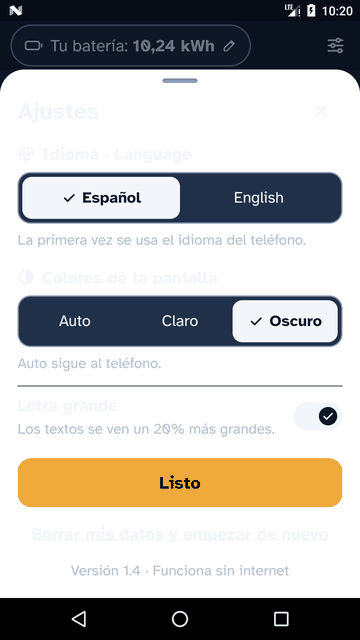 LTE 10:20
Tu batería: 10,24 kWh
Ajustes
Idioma · Language
Español English
La primera vez se usa el idioma del teléfono.
Colores de la pantalla
Auto Claro Oscuro
Auto sigue al teléfono.
Letra grande
Los textos se ven un 20% más grandes.
Listo
Borrar mis datos y empezar de nuevo
Versión 1.4 · Funciona sin internet